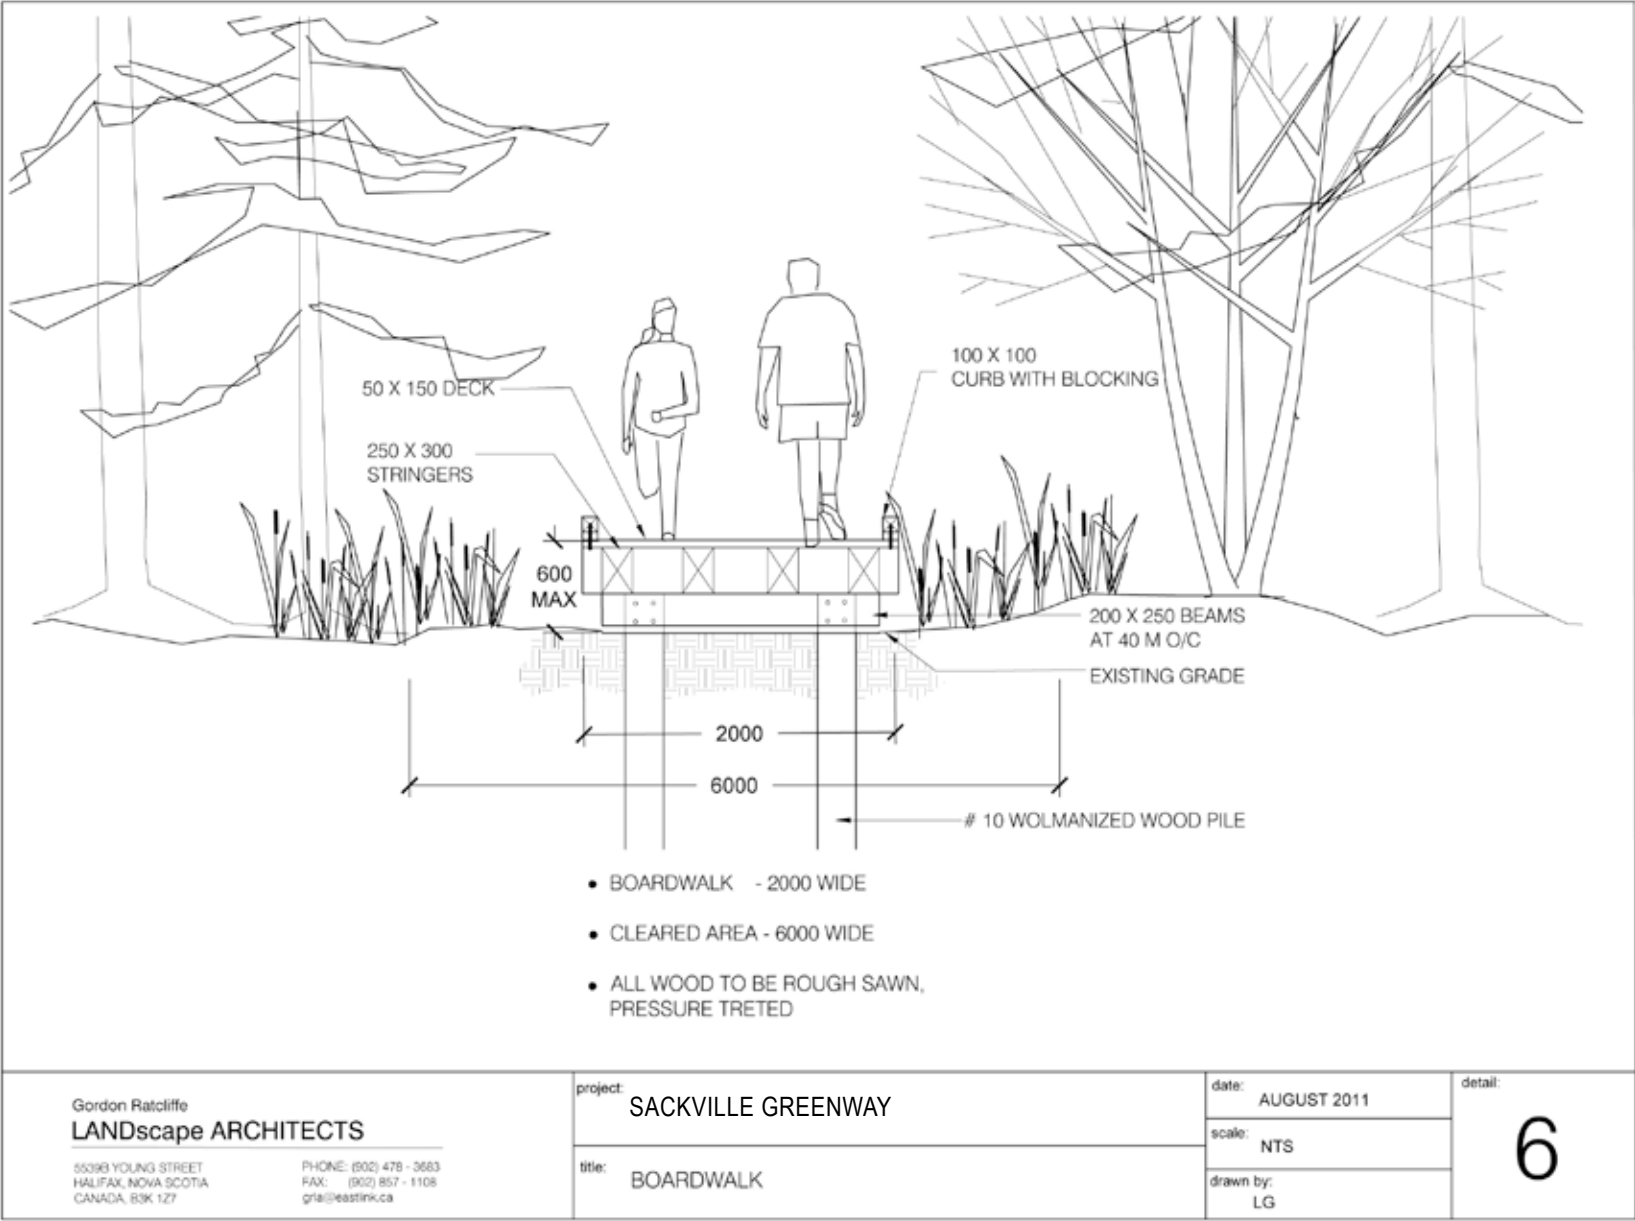 50 X 150 DECK
250 X 300
STRINGERS
100 X 100
CURB WITH BLOCKING
600
MAX
200 X 250 BEAMS
AT 40 M O/C
EXISTING GRADE
2000
6000
# 10 WOLMANIZED WOOD PILE
• BOARDWALK - 2000 WIDE
• CLEARED AREA - 6000 WIDE
• ALL WOOD TO BE ROUGH SAWN,
PRESSURE TRETED
Gordon Ratcliffe
LANDscape ARCHITECTS
5539B YOUNG STREET
HALIFAX, NOVA SCOTIA
CANADA, B3K 1Z7
PHONE: (902) 478 - 3683
FAX: (902) 857 - 1108
grla@eastlink.ca
project:
SACKVILLE GREENWAY
title:
BOARDWALK
date:
AUGUST 2011
scale:
NTS
drawn by:
LG
detail:
6